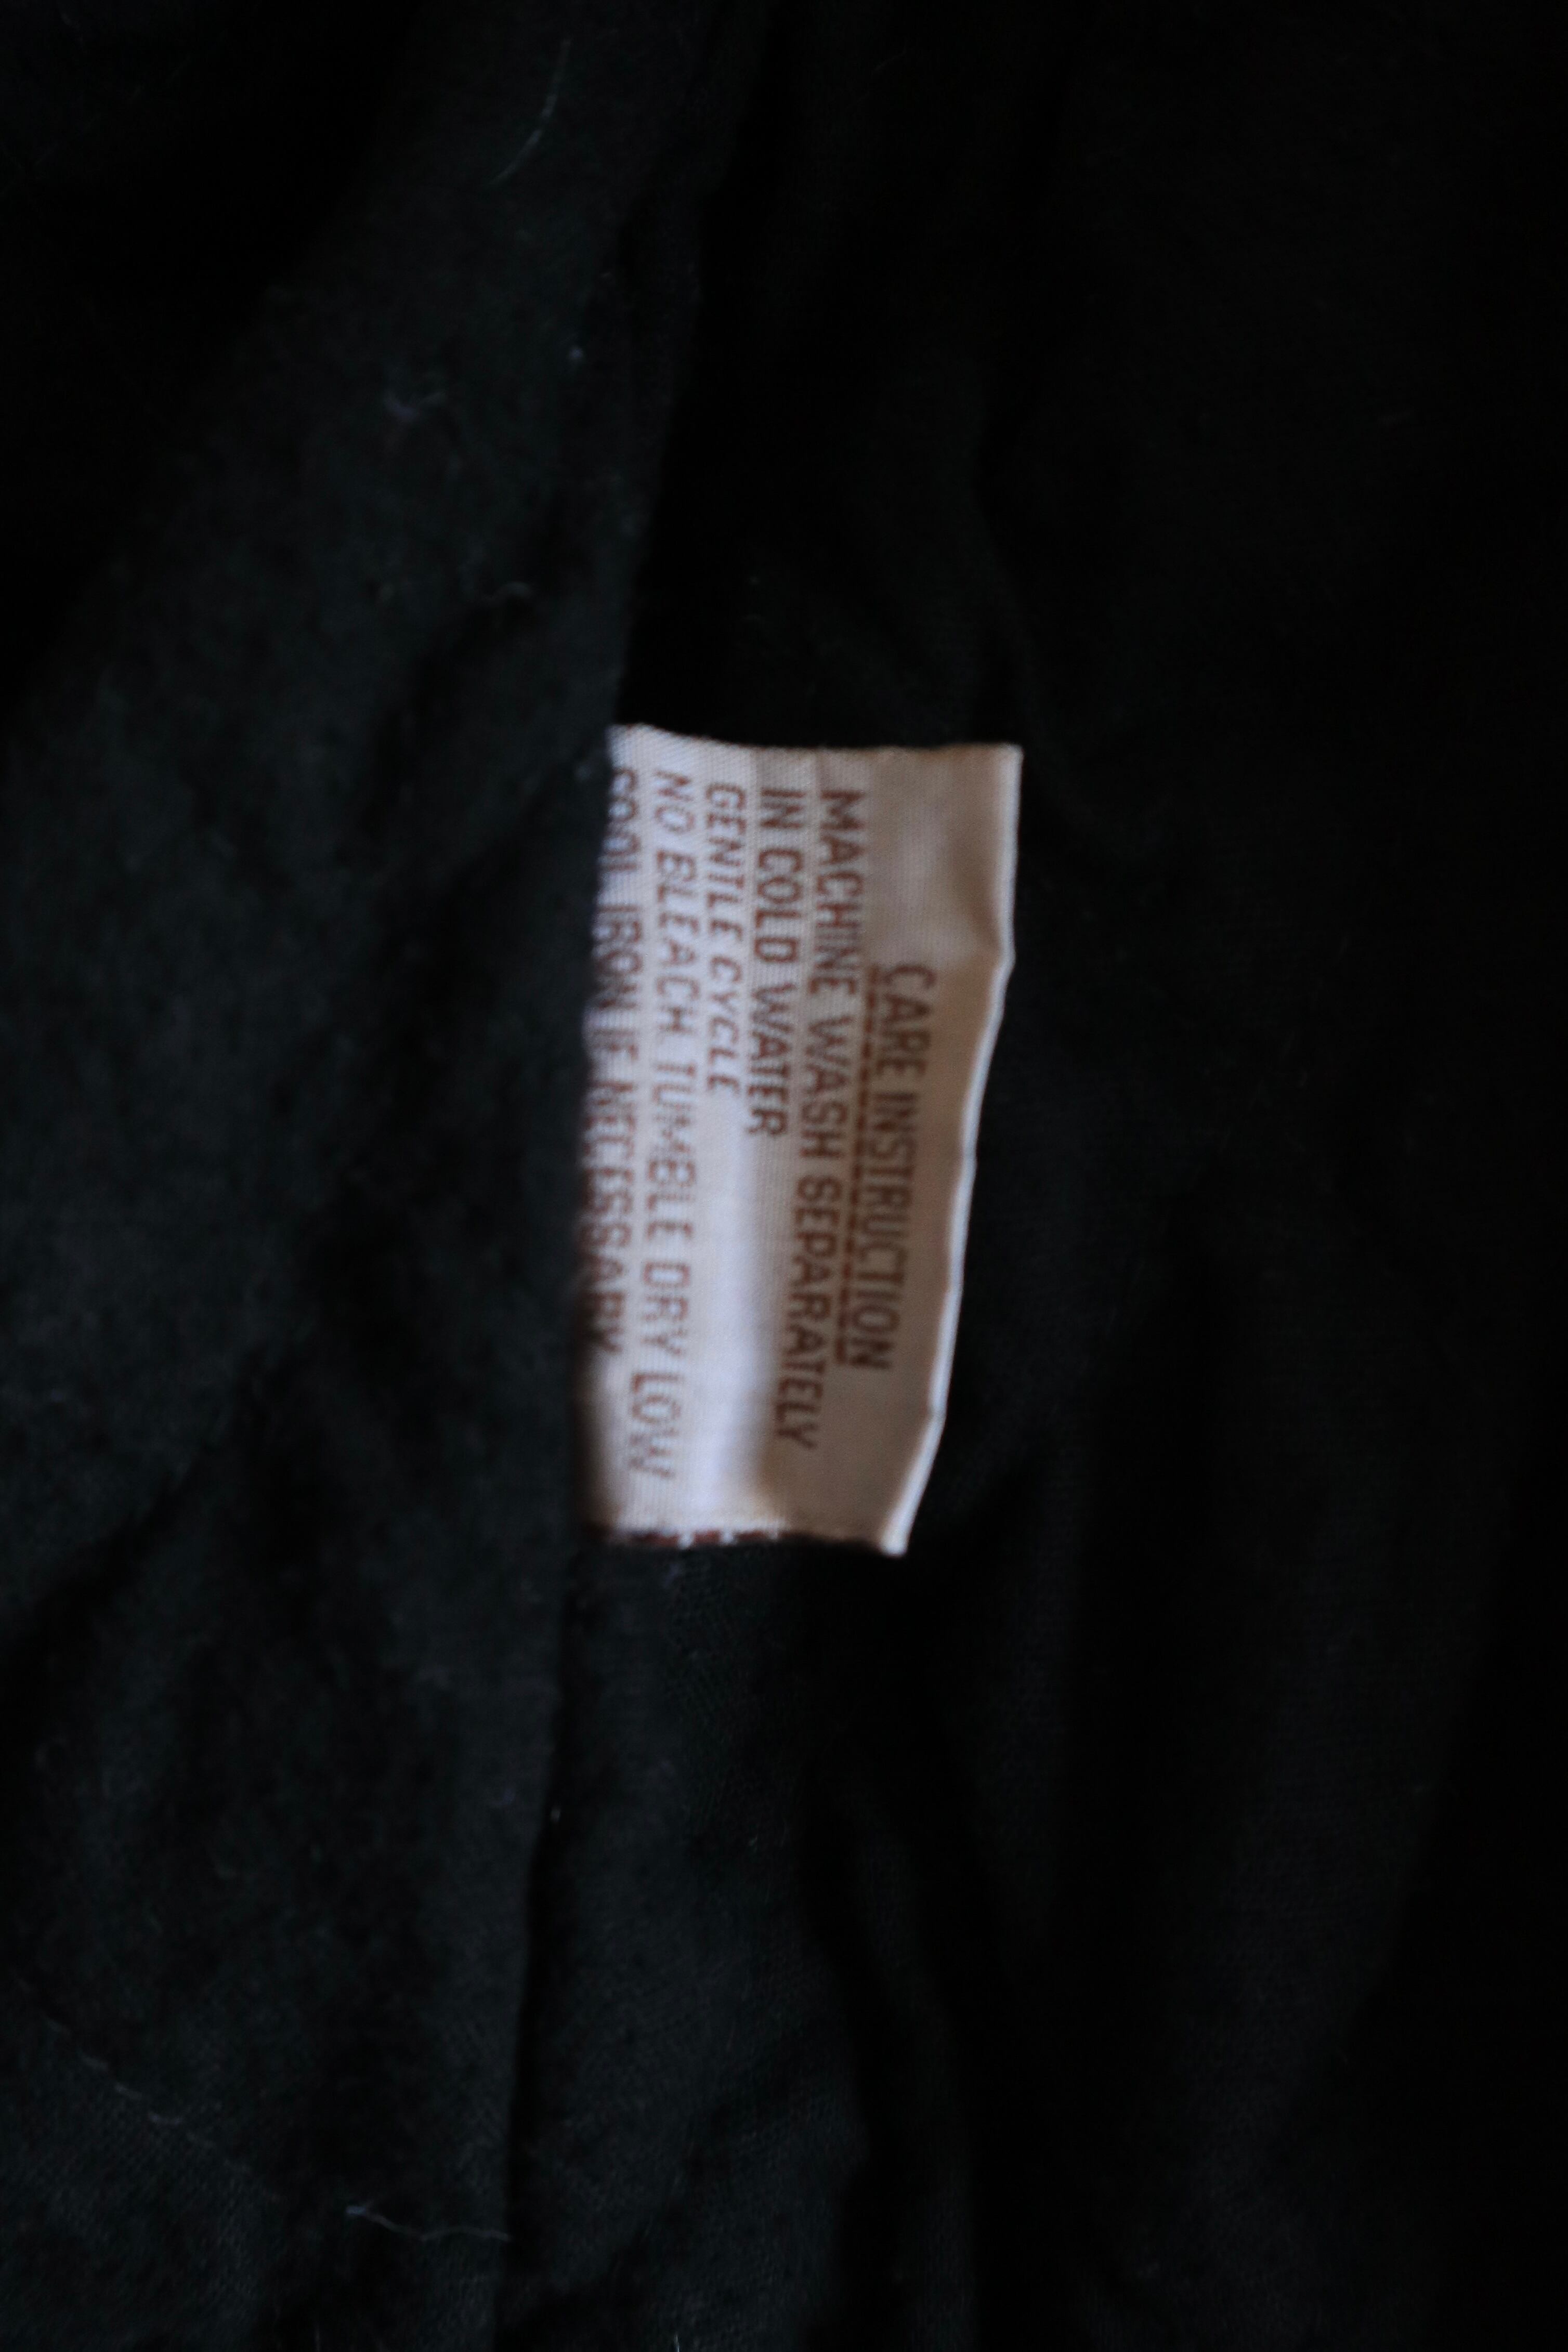 CARE INSTRUCTION
MACHINE WASH SEPARATELY
IN COLD WATER
GENTLE CYCLE
NO BLEACH. TUMBLE DRY LOW
COOL IRON IF NECESSARY